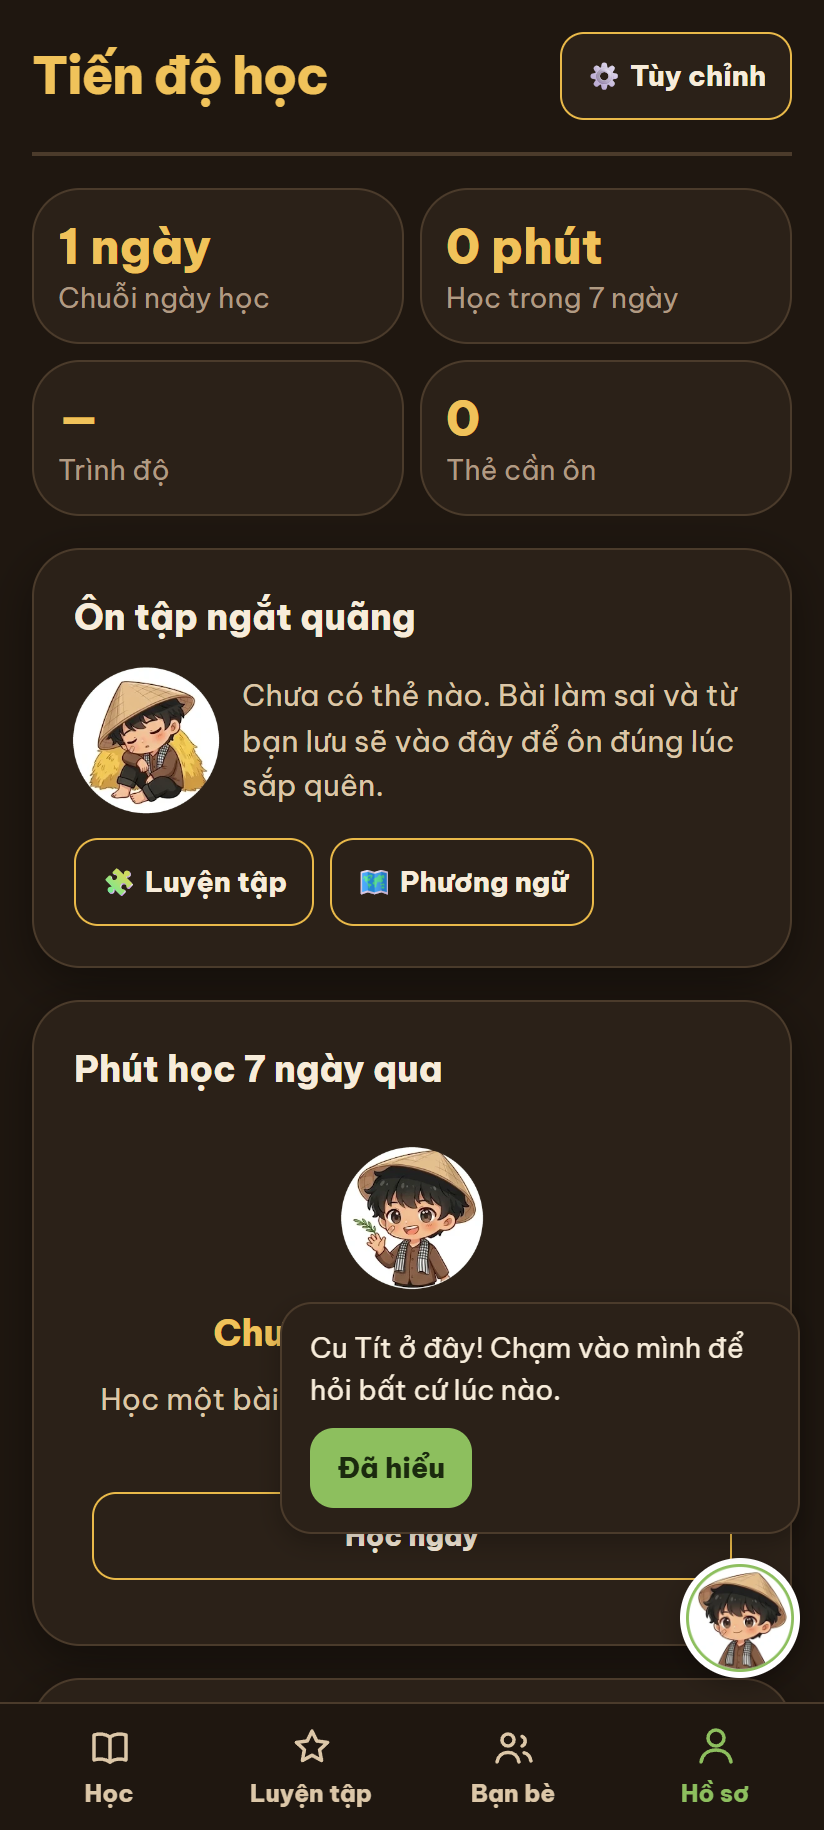 Tiến độ học
Tùy chỉnh
1 ngày
Chuỗi ngày học
0 phút
Học trong 7 ngày
–
Trình độ
0
Thẻ cần ôn
Ôn tập ngắt quãng
Chưa có thẻ nào. Bài làm sai và từ
bạn lưu sẽ vào đây để ôn đúng lúc
sắp quên.
Luyện tập
Phương ngữ
Phút học 7 ngày qua
Học một bài
Cu Tít ở đây! Chạm vào mình để
hỏi bất cứ lúc nào.
Đã hiểu
Học ngay
Học
Luyện tập
Bạn bè
Hồ sơ